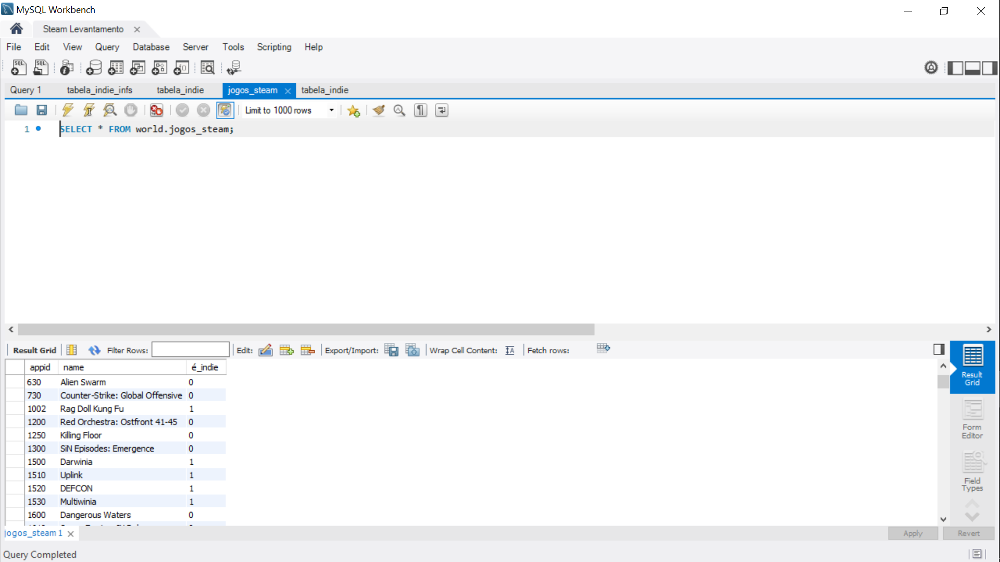 MySQL Workbench
Steam Levantamento
File Edit View Query Database Server Tools Scripting Help
SQL SQL
Query 1 tabela_indie_infs tabela_indie jogos_steam tabela_indie
Limit to 1000 rows
1 SELECT * FROM world.jogos_steam;
Result Grid Filter Rows: Edit: Export/Import: Wrap Cell Content: Fetch rows:
appid name é_indie
630 Alien Swarm 0
730 Counter-Strike: Global Offensive 0
1002 Rag Doll Kung Fu 1
1200 Red Orchestra: Ostfront 41-45 0
1250 Killing Floor 0
1300 SiN Episodes: Emergence 0
1500 Darwinia 1
1510 Uplink 1
1520 DEFCON 1
1530 Multiwinia 1
1600 Dangerous Waters 0
Result
Grid
Form
Editor
Field
Types
jogos_steam 1
Apply Revert
Query Completed